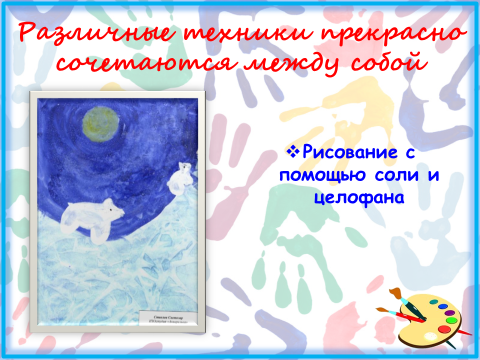 Различные техники прекрасно
сочетаются между собой
Рисование с
помощью соли и
целофана